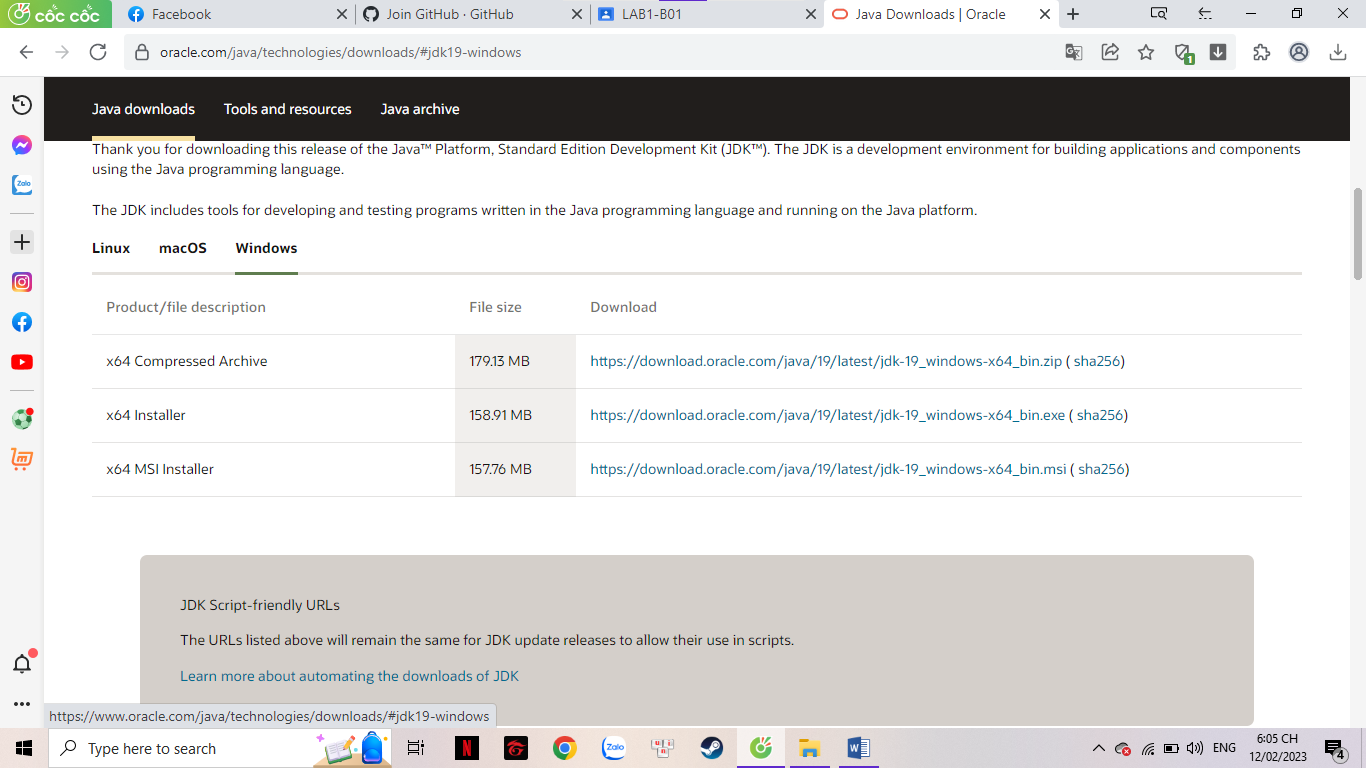 cốc cốc
Facebook
Join GitHub · GitHub
LAB1-B01
Java Downloads | Oracle
oracle.com/java/technologies/downloads/#jdk19-windows
1
Java downloads
Tools and resources
Java archive
Thank you for downloading this release of the Java™ Platform, Standard Edition Development Kit (JDK™). The JDK is a development environment for building applications and components
using the Java programming language.
The JDK includes tools for developing and testing programs written in the Java programming language and running on the Java platform.
Linux
macOS
Windows
Product/file description
File size
Download
x64 Compressed Archive
179.13 MB
https://download.oracle.com/java/19/latest/jdk-19_windows-x64_bin.zip ( sha256)
x64 Installer
158.91 MB
https://download.oracle.com/java/19/latest/jdk-19_windows-x64_bin.exe ( sha256)
x64 MSI Installer
157.76 MB
https://download.oracle.com/java/19/latest/jdk-19_windows-x64_bin.msi ( sha256)
JDK Script-friendly URLs
The URLs listed above will remain the same for JDK update releases to allow their use in scripts.
Learn more about automating the downloads of JDK
Zalo
https://www.oracle.com/java/technologies/downloads/#jdk19-windows
Type here to search
Zalo
ENG
6:05 CH
12/02/2023
4